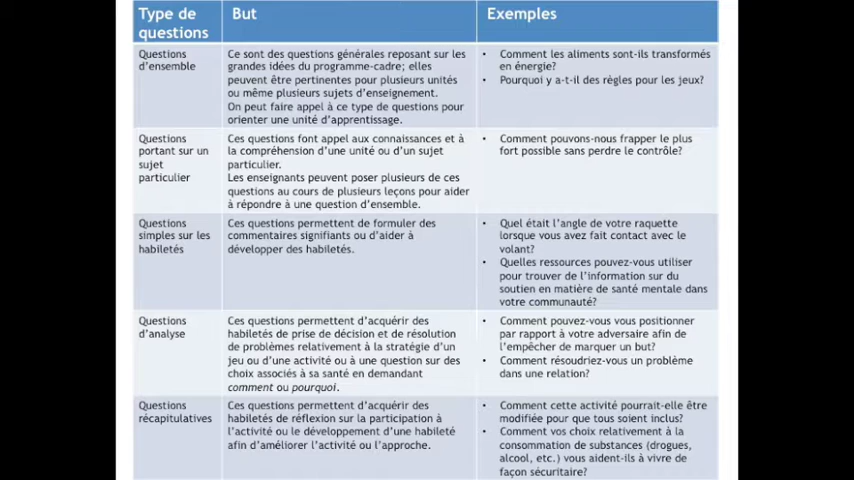 Type de
questions
But
Exemples
Questions
d'ensemble
Ce sont des questions générales reposant sur les
grandes idées du programme-cadre; elles
peuvent être pertinentes pour plusieurs unités
ou même plusieurs sujets d'enseignement.
On peut faire appel à ce type de questions pour
orienter une unité d'apprentissage.
• Comment les aliments sont-ils transformés
en énergie?
• Pourquoi y a-t-il des règles pour les jeux?
Questions
portant sur un
sujet
particulier
Ces questions font appel aux connaissances et à
la compréhension d'une unité ou d'un sujet
particulier.
Les enseignants peuvent poser plusieurs de ces
questions au cours de plusieurs leçons pour aider
à répondre à une question d'ensemble.
• Comment pouvons-nous frapper le plus
fort possible sans perdre le contrôle?
Questions
simples sur les
habiletés
Ces questions permettent de formuler des
commentaires signifiants ou d'aider à
développer des habiletés.
• Quel était l'angle de votre raquette
lorsque vous avez fait contact avec le
volant?
• Quelles ressources pouvez-vous utiliser
pour trouver de l'information sur du
soutien en matière de santé mentale dans
votre communauté?
Questions
d'analyse
Ces questions permettent d'acquérir des
habiletés de prise de décision et de résolution
de problèmes relativement à la stratégie d'un
jeu ou d'une activité ou à une question sur des
choix associés à sa santé en demandant
comment ou pourquoi.
• Comment pouvez-vous vous positionner
par rapport à votre adversaire afin de
l'empêcher de marquer un but?
• Comment résoudriez-vous un problème
dans une relation?
Questions
récapitulatives
Ces questions permettent d'acquérir des
habiletés de réflexion sur la participation à
l'activité ou le développement d'une habileté
afin d'améliorer l'activité ou l'approche.
• Comment cette activité pourrait-elle être
modifiée pour que tous soient inclus?
• Comment vos choix relativement à la
consommation de substances (drogues,
alcool, etc.) vous aident-ils à vivre de
façon sécuritaire?